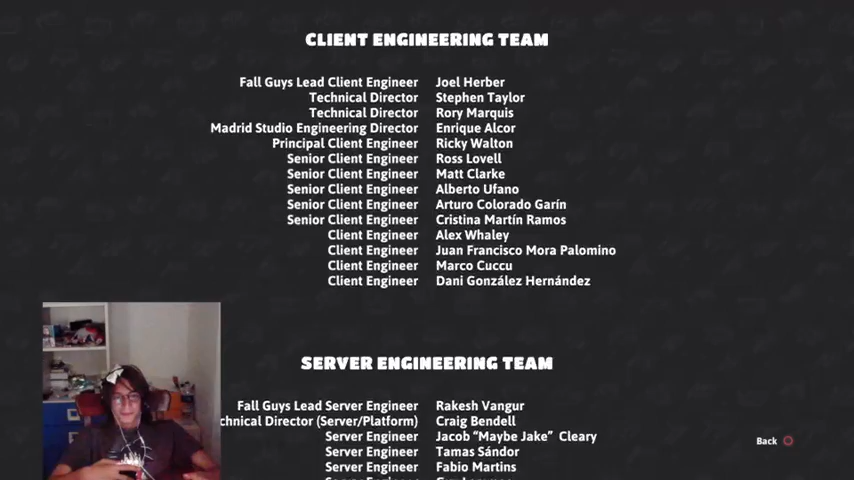 CLIENT ENGINEERING TEAM
Fall Guys Lead Client Engineer Joel Herber
Technical Director Stephen Taylor
Technical Director Rory Marquis
Madrid Studio Engineering Director Enrique Alcor
Principal Client Engineer Ricky Walton
Senior Client Engineer Ross Lovell
Senior Client Engineer Matt Clarke
Senior Client Engineer Alberto Ufano
Senior Client Engineer Arturo Colorado Garín
Senior Client Engineer Cristina Martín Ramos
Client Engineer Alex Whaley
Client Engineer Juan Francisco Mora Palomino
Client Engineer Marco Cuccu
Client Engineer Dani González Hernández
SERVER ENGINEERING TEAM
Fall Guys Lead Server Engineer Rakesh Vangur
chnical Director (Server/Platform) Craig Bendell
Server Engineer Jacob “Maybe Jake” Cleary
Server Engineer Tamas Sándor
Server Engineer Fabio Martins
Back